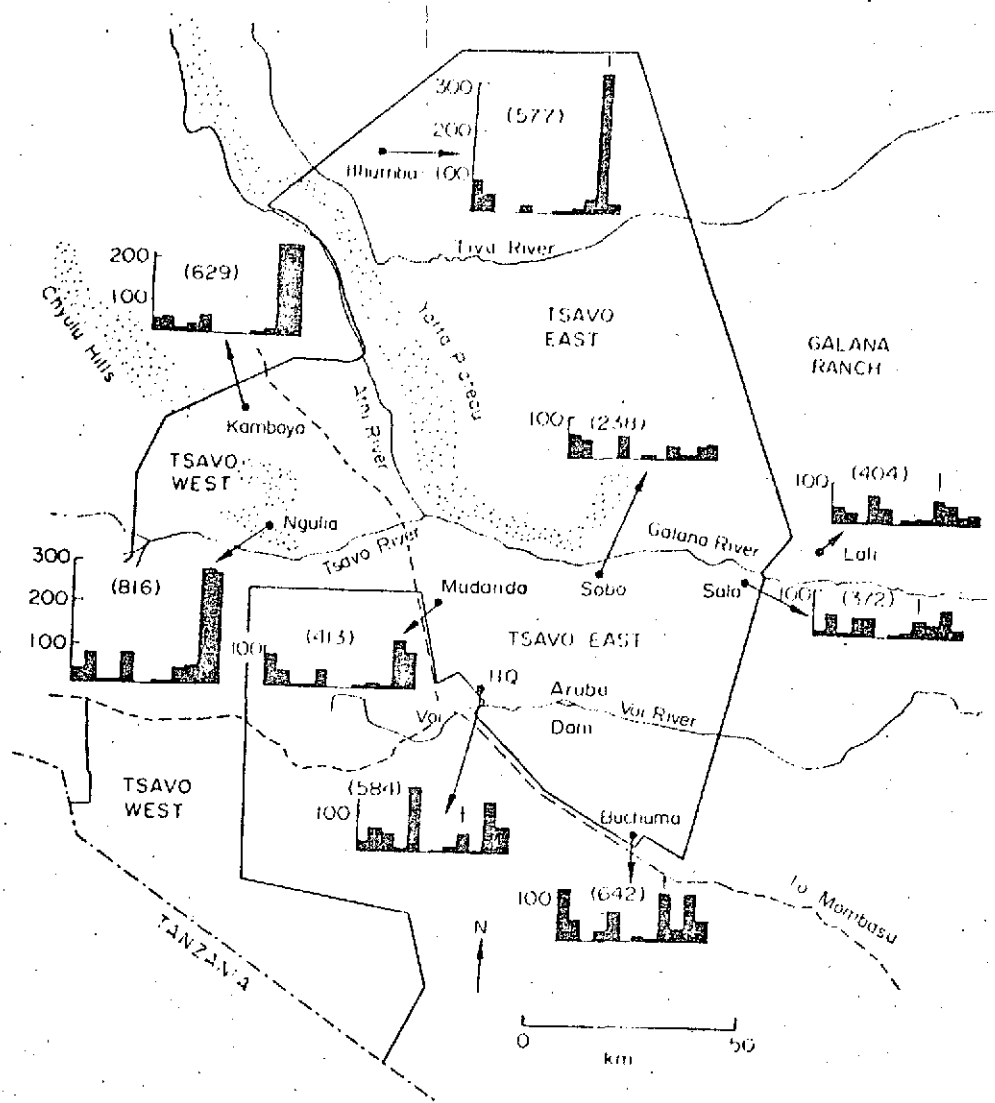 300
(577)
200
100
Tiva River
200
(629)
100
Chyulu Hills
Yatta Plateau
TSAVO
EAST
GALANA
RANCH
Athi River
Kamboyo
100
(238)
TSAVO
WEST
100
(404)
Ngulia
Tsavo River
Galana River
Lali
300
(816)
200
100
Mudanda
Sobo
Sala
100
(372)
100
(413)
TSAVO EAST
HQ
Aruba
Dam
Voi River
Voi
TSAVO
WEST
(584)
100
Buchuma
100
(642)
To Mombasa
N
TANZANIA
0
50
km